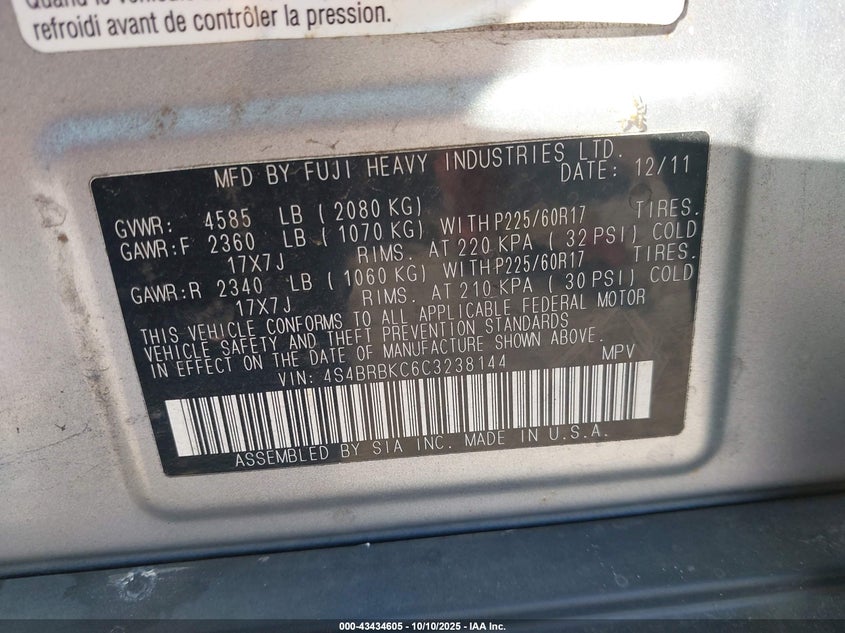 refroidi avant de contrôler la pression.
MFD BY FUJI HEAVY INDUSTRIES LTD.
DATE: 12/11
GVWR: 4585 LB ( 2080 KG)
GAWR:F 2360 LB ( 1070 KG) WITH P225/60R17 TIRES.
17X7J RIMS. AT 220 KPA ( 32 PSI) COLD
GAWR:R 2340 LB ( 1060 KG) WITH P225/60R17 TIRES.
17X7J RIMS. AT 210 KPA ( 30 PSI) COLD
THIS VEHICLE CONFORMS TO ALL APPLICABLE FEDERAL MOTOR
VEHICLE SAFETY AND THEFT PREVENTION STANDARDS
IN EFFECT ON THE DATE OF MANUFACTURE SHOWN ABOVE.
VIN: 4S4BRBKC6C3238144 MPV
ASSEMBLED BY SIA INC. MADE IN U.S.A.
000-43434605 - 10/10/2025 - IAA Inc.